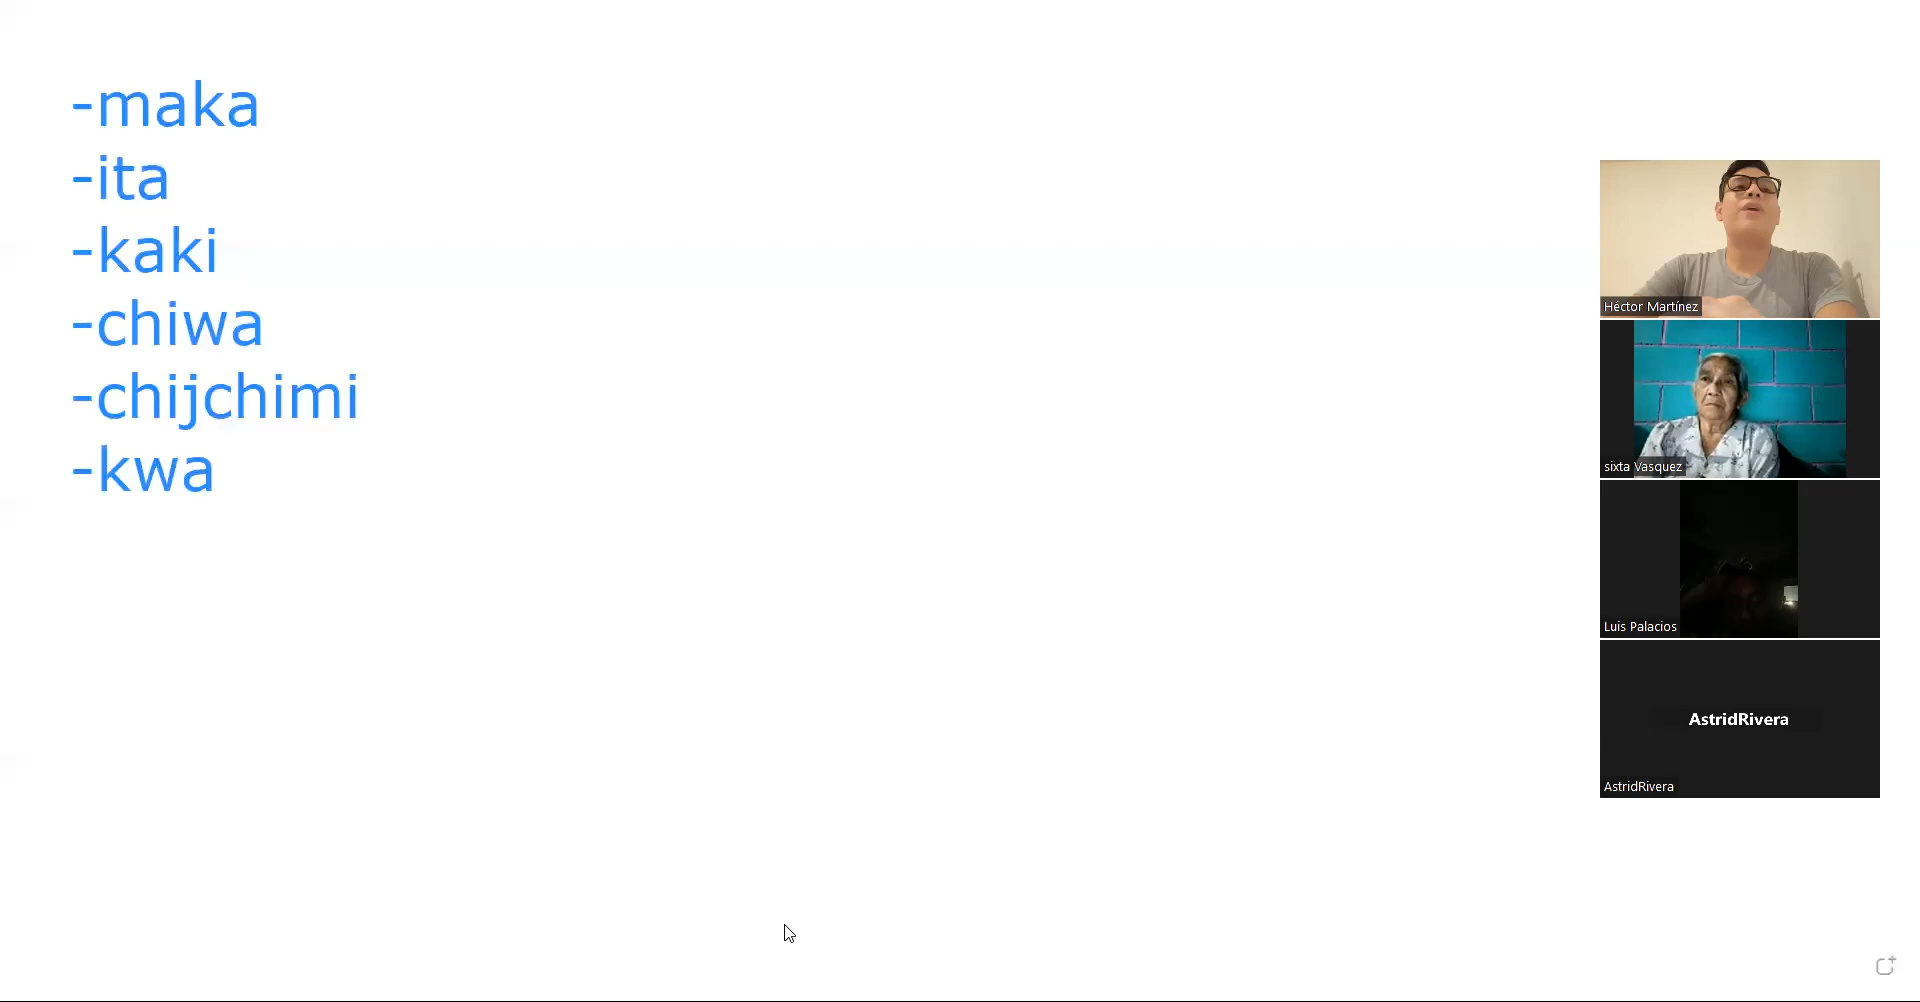 -maka
-ita
-kaki
-chiwa
-chijchimi
-kwa
Héctor Martínez
sixta Vasquez
Luis Palacios
AstridRivera
AstridRivera